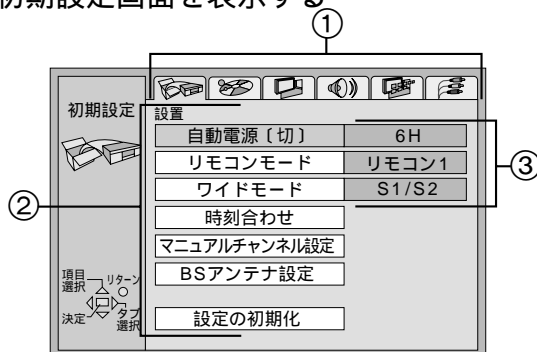 初期設定画面を表示する
①
初期設定
設置
自動電源〔切〕 6H
リモコンモード リモコン1
ワイドモード S1/S2
③
②
時刻合わせ
マニュアルチャンネル設定
BSアンテナ設定
項目
選択
リターン
決定
タブ
選択
設定の初期化